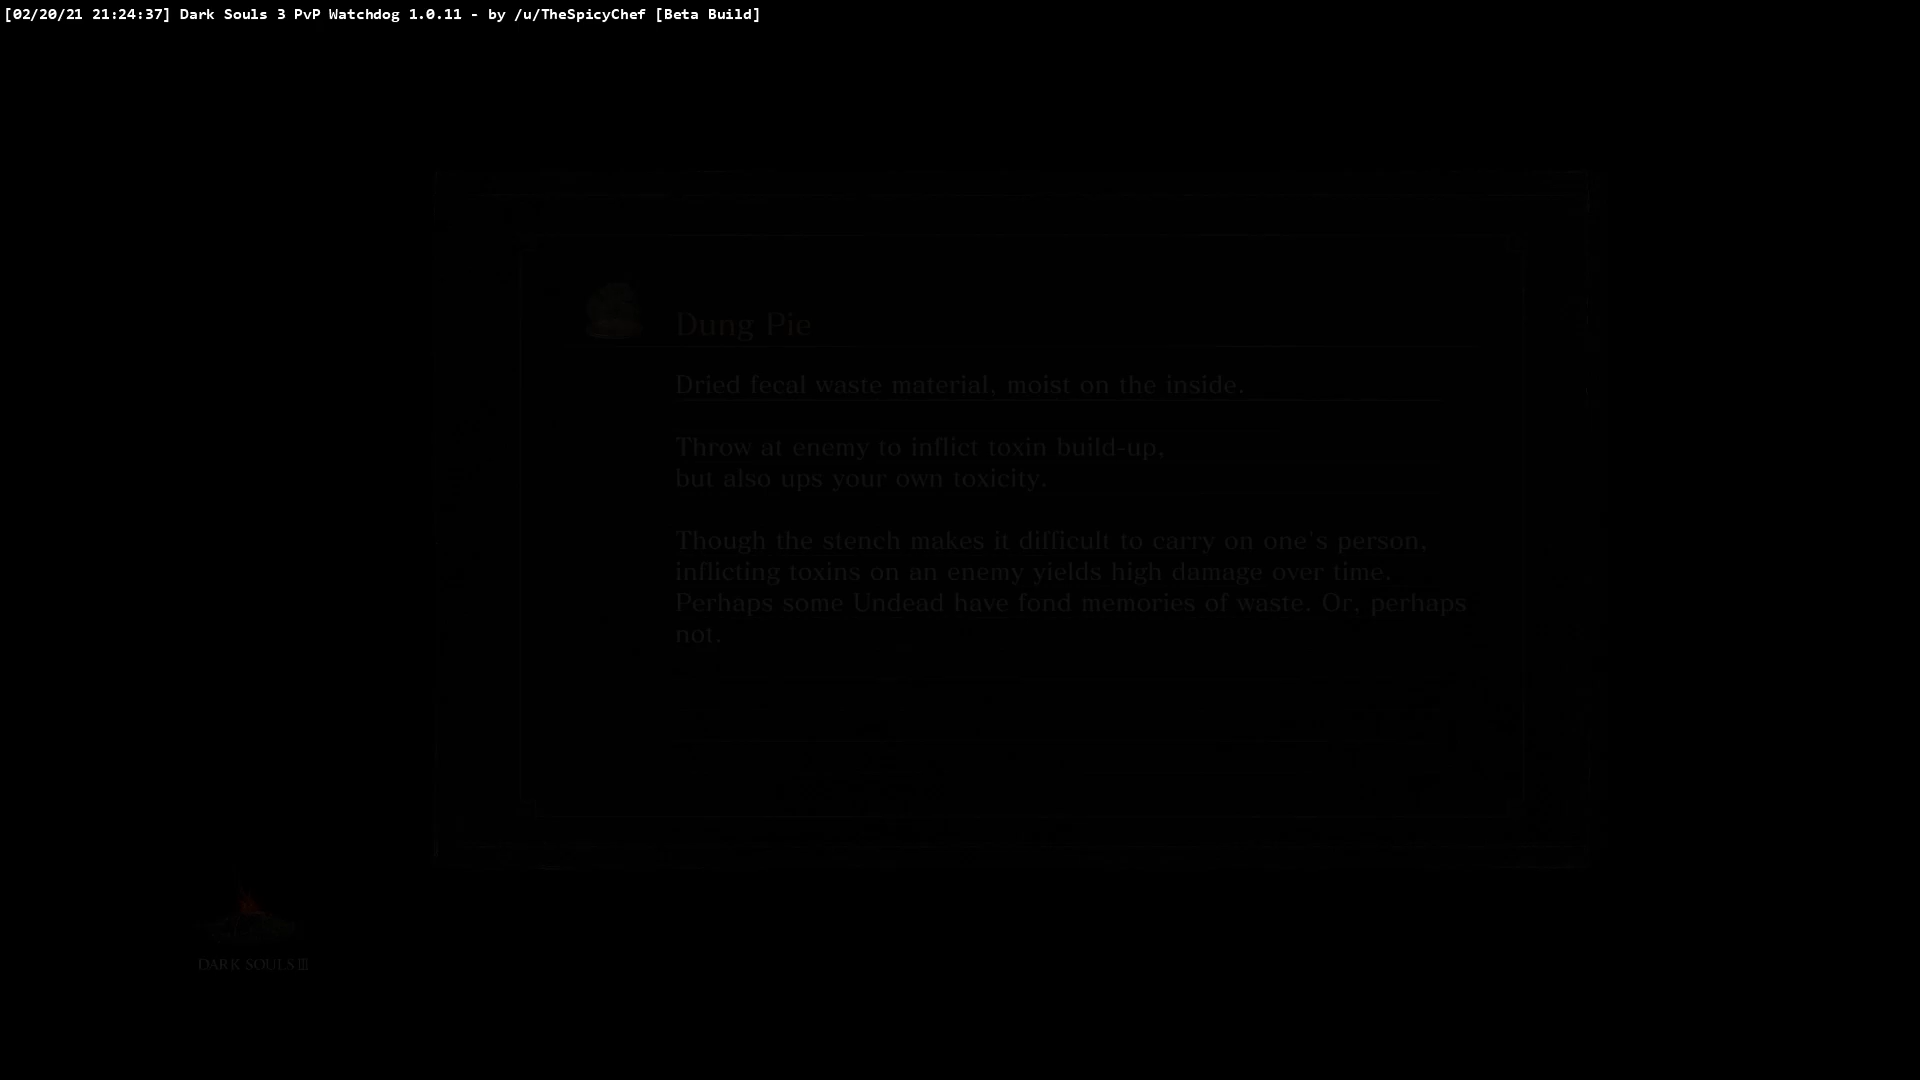 [02/20/21 21:24:37] Dark Souls 3 PvP Watchdog 1.0.11 - by /u/TheSpicyChef [Beta Build]
Dung Pie
Dried fecal waste material, moist on the inside.
Throw at enemy to inflict toxin build-up,
but also ups your own toxicity.
Though the stench makes it difficult to carry on one's person,
inflicting toxins on an enemy yields high damage over time.
Perhaps some Undead have fond memories of waste. Or, perhaps
not.
DARK SOULS III